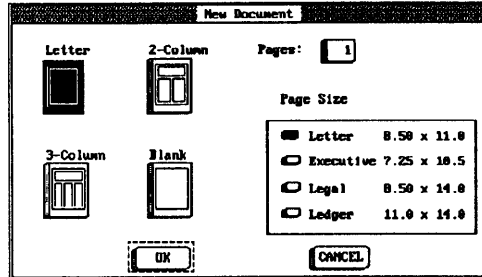 New Document
Letter
2-Column
Pages: 1
Page Size
Letter 8.50 x 11.0
3-Column
Blank
Executive 7.25 x 10.5
Legal 8.50 x 14.0
Ledger 11.0 x 14.0
OK
CANCEL